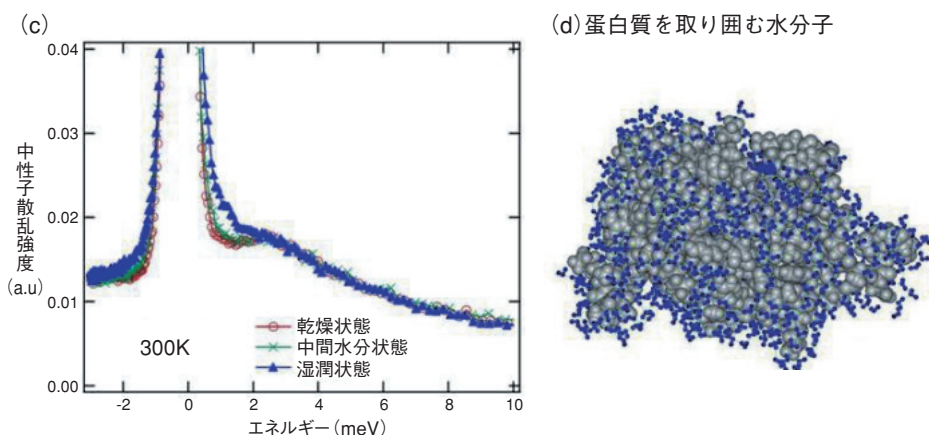 (c)
(d)蛋白質を取り囲む水分子
0.04
0.03
0.02
0.01
0.00
中性子散乱強度
(a.u)
300K
乾燥状態
中間水分状態
湿潤状態
-2 0 2 4 6 8 10
エネルギー(meV)